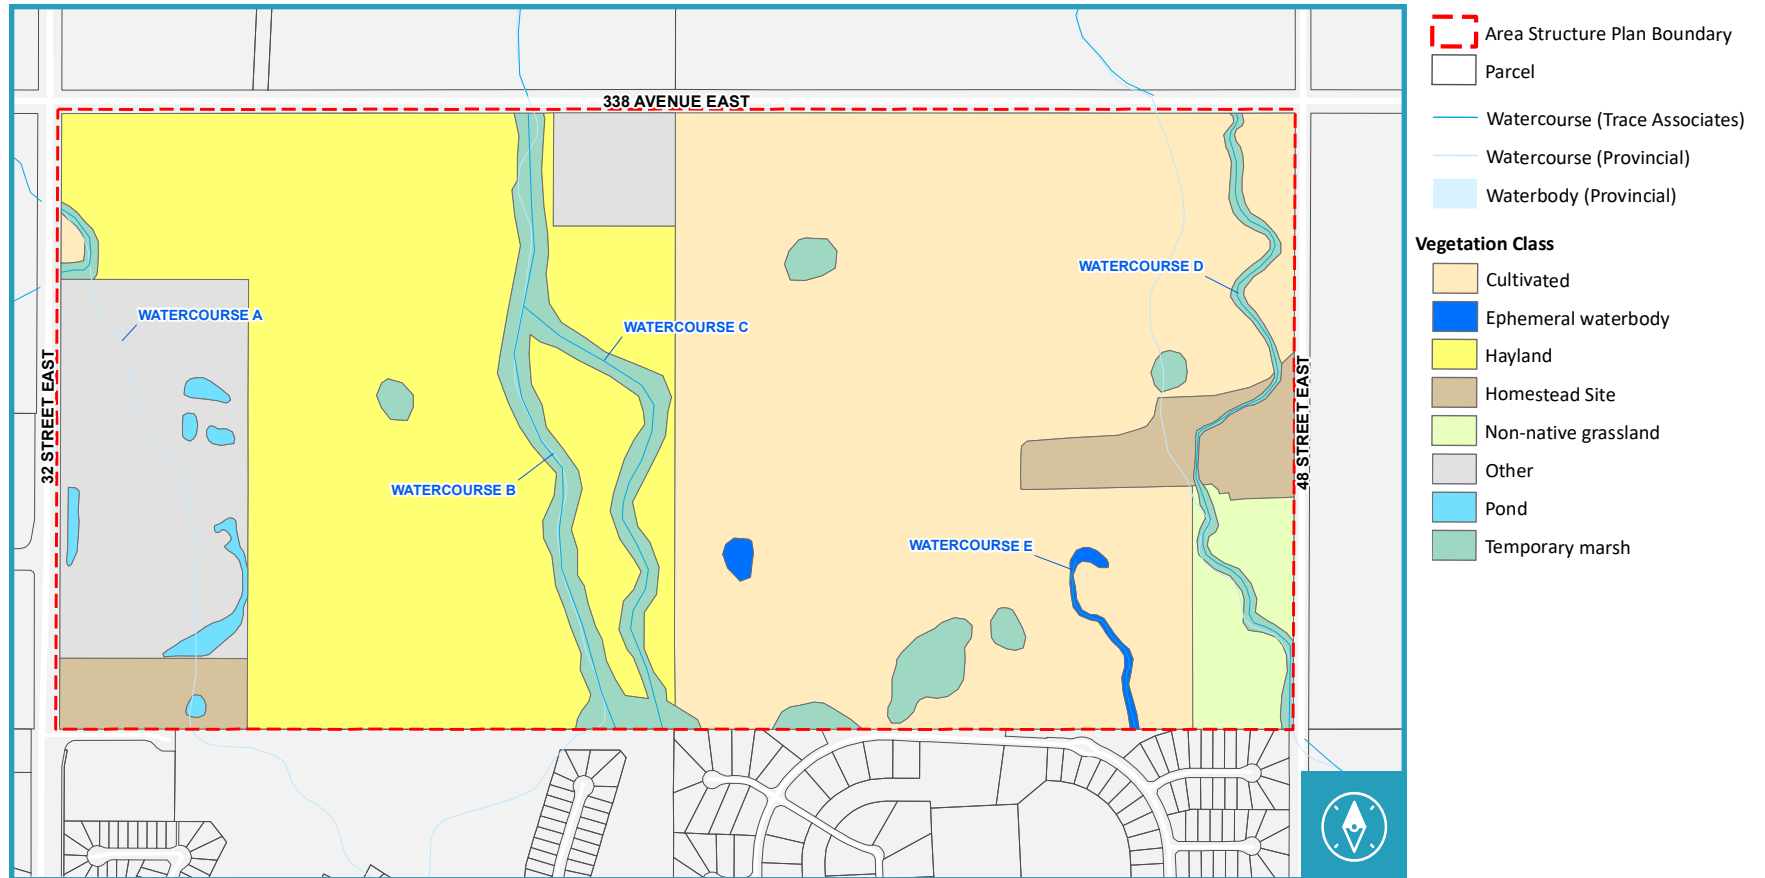 338 AVENUE EAST
WATERCOURSE D
WATERCOURSE A
WATERCOURSE C
32 STREET EAST
48 STREET EAST
WATERCOURSE B
WATERCOURSE E
Area Structure Plan Boundary
Parcel
Watercourse (Trace Associates)
Watercourse (Provincial)
Waterbody (Provincial)
Vegetation Class
Cultivated
Ephemeral waterbody
Hayland
Homestead Site
Non-native grassland
Other
Pond
Temporary marsh